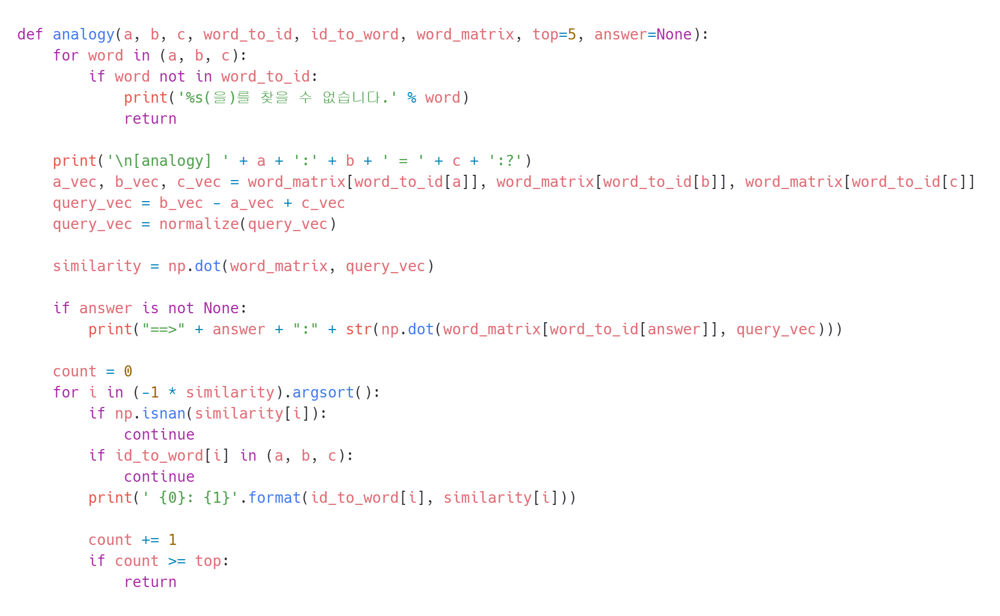 def analogy(a, b, c, word_to_id, id_to_word, word_matrix, top=5, answer=None):
    for word in (a, b, c):
        if word not in word_to_id:
            print('%s(을)를 찾을 수 없습니다.' % word)
            return

    print('\n[analogy] ' + a + ':' + b + ' = ' + c + ':?')
    a_vec, b_vec, c_vec = word_matrix[word_to_id[a]], word_matrix[word_to_id[b]], word_matrix[word_to_id[c]]
    query_vec = b_vec - a_vec + c_vec
    query_vec = normalize(query_vec)

    similarity = np.dot(word_matrix, query_vec)

    if answer is not None:
        print("==>" + answer + ":" + str(np.dot(word_matrix[word_to_id[answer]], query_vec)))

    count = 0
    for i in (-1 * similarity).argsort():
        if np.isnan(similarity[i]):
            continue
        if id_to_word[i] in (a, b, c):
            continue
        print(' {0}: {1}'.format(id_to_word[i], similarity[i]))

        count += 1
        if count >= top:
            return